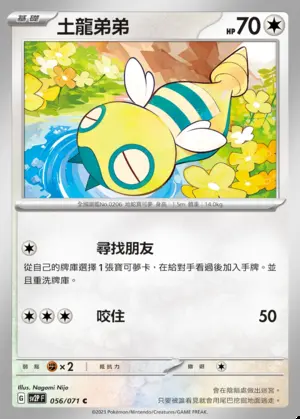 基礎 土龍弟弟 HP 70
全國圖鑑No.0206 地蛇寶可夢 身高:1.5m 體重:14.0kg
尋找朋友
從自己的牌庫選擇1張寶可夢卡,在給對手看過後加入手牌。並且重洗牌庫。
咬住 50
弱點 ×2 抵抗力 撤退
Illus. Nagomi Nijo
G SV2P F 056/071 C
©2023 Pokémon/Nintendo/Creatures/GAME FREAK.